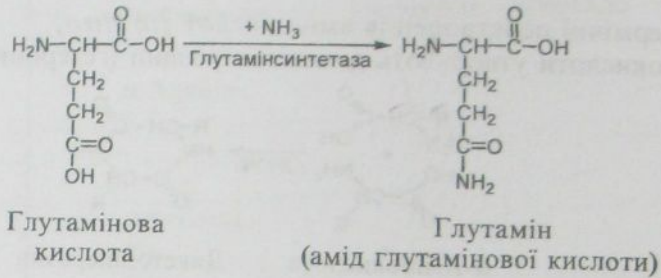 O
+ NH₃
O
H₂N-CH-C-OH
H₂N-CH-C-OH
Глутамінсинтетаза
CH₂
CH₂
CH₂
CH₂
C=O
C=O
OH
NH₂
Глутамінова
кислота
Глутамін
(амід глутамінової кислоти)